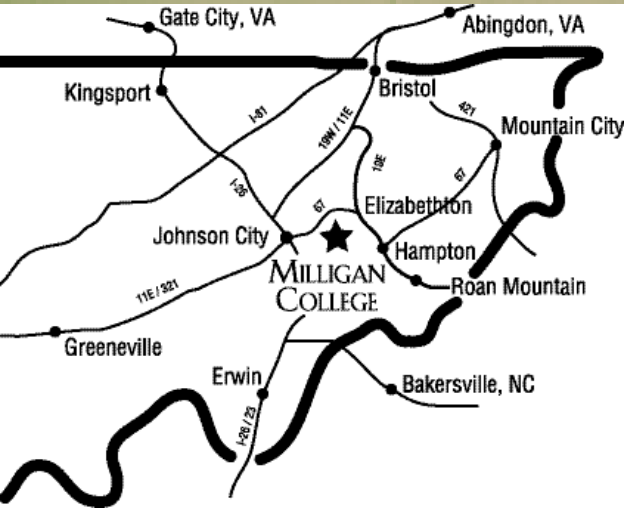 Gate City, VA
Abingdon, VA
Kingsport
Bristol
I-81
421
Mountain City
19W / 11E
19E
67
I-26
67
Elizabethton
Johnson City
Hampton
MILLIGAN
COLLEGE
Roan Mountain
11E / 321
Greeneville
Erwin
Bakersville, NC
I-26 / 23